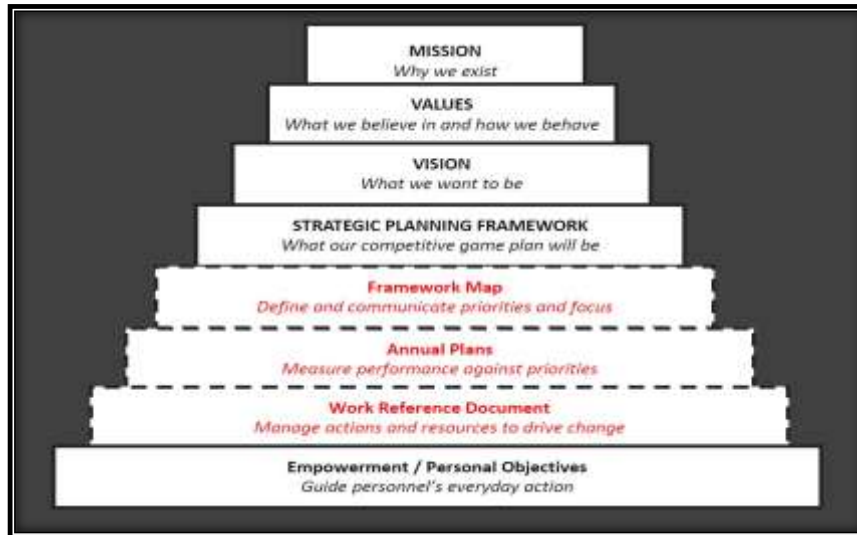 MISSION
Why we exist
VALUES
What we believe in and how we behave
VISION
What we want to be
STRATEGIC PLANNING FRAMEWORK
What our competitive game plan will be
Framework Map
Define and communicate priorities and focus
Annual Plans
Measure performance against priorities
Work Reference Document
Manage actions and resources to drive change
Empowerment / Personal Objectives
Guide personnel's everyday action